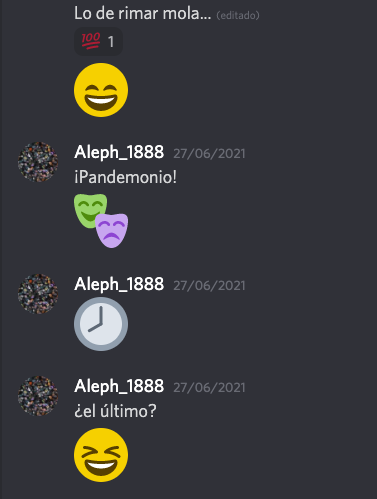 Lo de rimar mola... (editado)
💯 1
Aleph_1888 27/06/2021
¡Pandemonio!
Aleph_1888 27/06/2021
Aleph_1888 27/06/2021
¿el último?